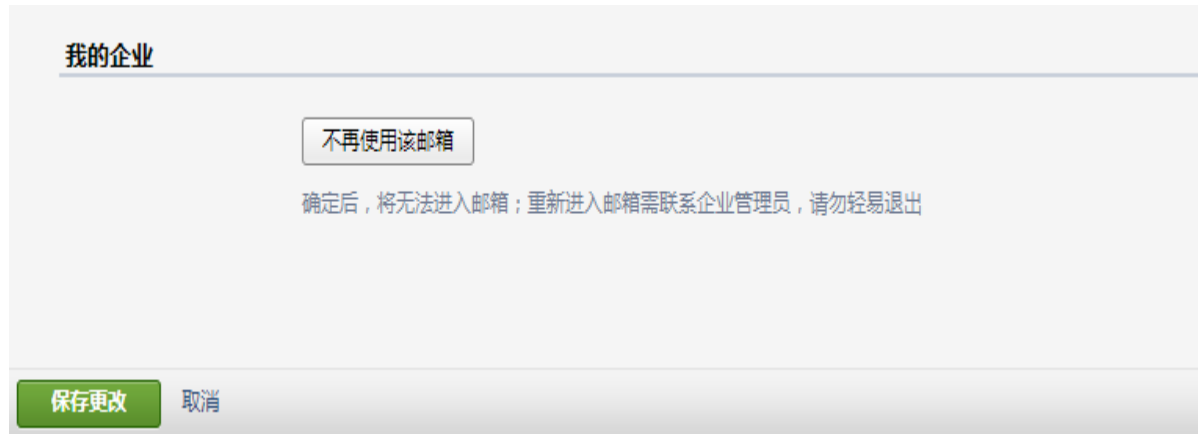 我的企业
不再使用该邮箱
确定后，将无法进入邮箱；重新进入邮箱需联系企业管理员，请勿轻易退出
保存更改 取消